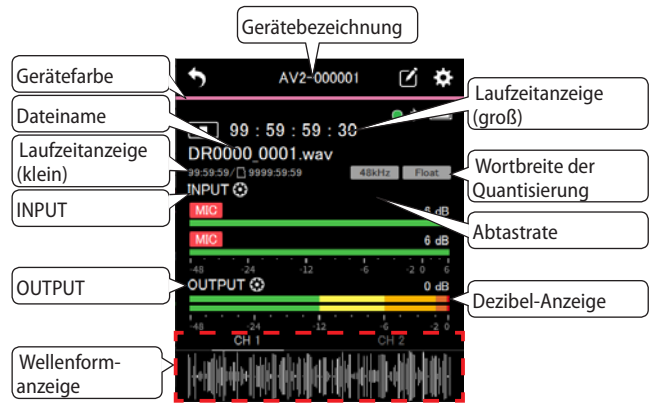 Gerätebezeichnung
AV2-000001
Gerätefarbe
Dateiname
Laufzeitanzeige
(klein)
INPUT
OUTPUT
Wellenform-
anzeige
99 : 59 : 59 : 30
DR0000_0001.wav
99:59:59/ 9999:59:59
48kHz Float
INPUT
MIC 6 dB
MIC 6 dB
-48 -24 -12 -6 -2 0 6
OUTPUT 0 dB
-48 -24 -12 -6 -2 0
CH 1 CH 2
Laufzeitanzeige
(groß)
Wortbreite der
Quantisierung
Abtastrate
Dezibel-Anzeige